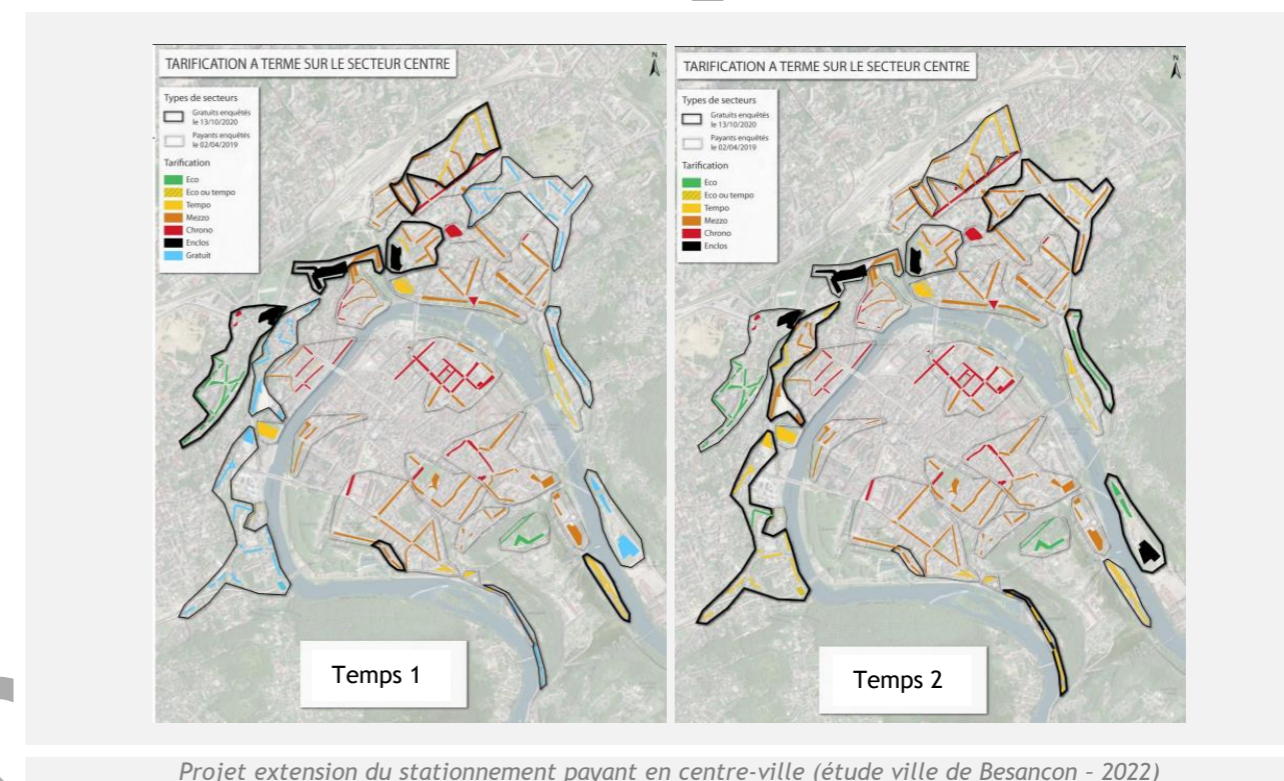 TARIFICATION A TERME SUR LE SECTEUR CENTRE
N
Types de secteurs
Gratuits enquêtés
le 13/10/2020
Payants enquêtés
le 02/04/2019
Tarification
Eco
Eco ou tempo
Tempo
Mezzo
Chrono
Enclos
Gratuit
Temps 1
TARIFICATION A TERME SUR LE SECTEUR CENTRE
N
Types de secteurs
Gratuits enquêtés
le 13/10/2020
Payants enquêtés
le 02/04/2019
Tarification
Eco
Eco ou tempo
Tempo
Mezzo
Chrono
Enclos
Temps 2
Projet extension du stationnement payant en centre-ville (étude ville de Besançon – 2022)